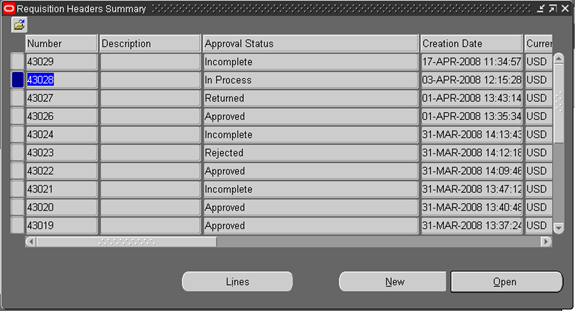 Requisition Headers Summary
Number Description Approval Status Creation Date Curren
43029 Incomplete 17-APR-2008 11:34:57 USD
43028 In Process 03-APR-2008 12:15:28 USD
43027 Returned 01-APR-2008 13:43:14 USD
43026 Approved 01-APR-2008 13:35:34 USD
43024 Incomplete 31-MAR-2008 14:13:43 USD
43023 Rejected 31-MAR-2008 14:12:18 USD
43022 Approved 31-MAR-2008 14:09:46 USD
43021 Incomplete 31-MAR-2008 13:47:12 USD
43020 Approved 31-MAR-2008 13:40:48 USD
43019 Approved 31-MAR-2008 13:37:24 USD
Lines New Open